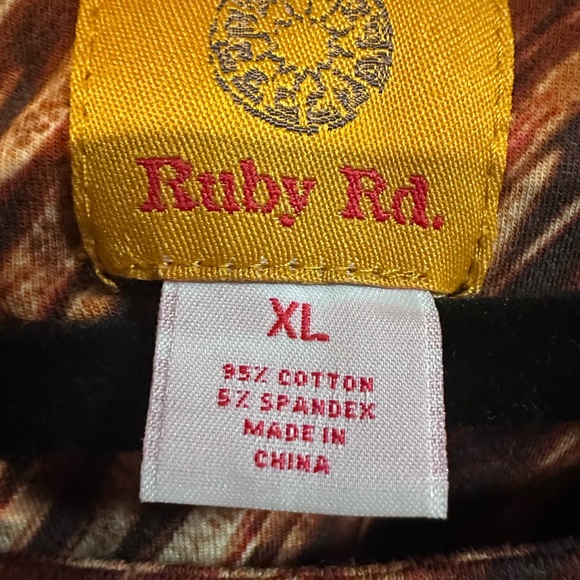 Ruby Rd.
XL
95% COTTON
5% SPANDEX
MADE IN
CHINA